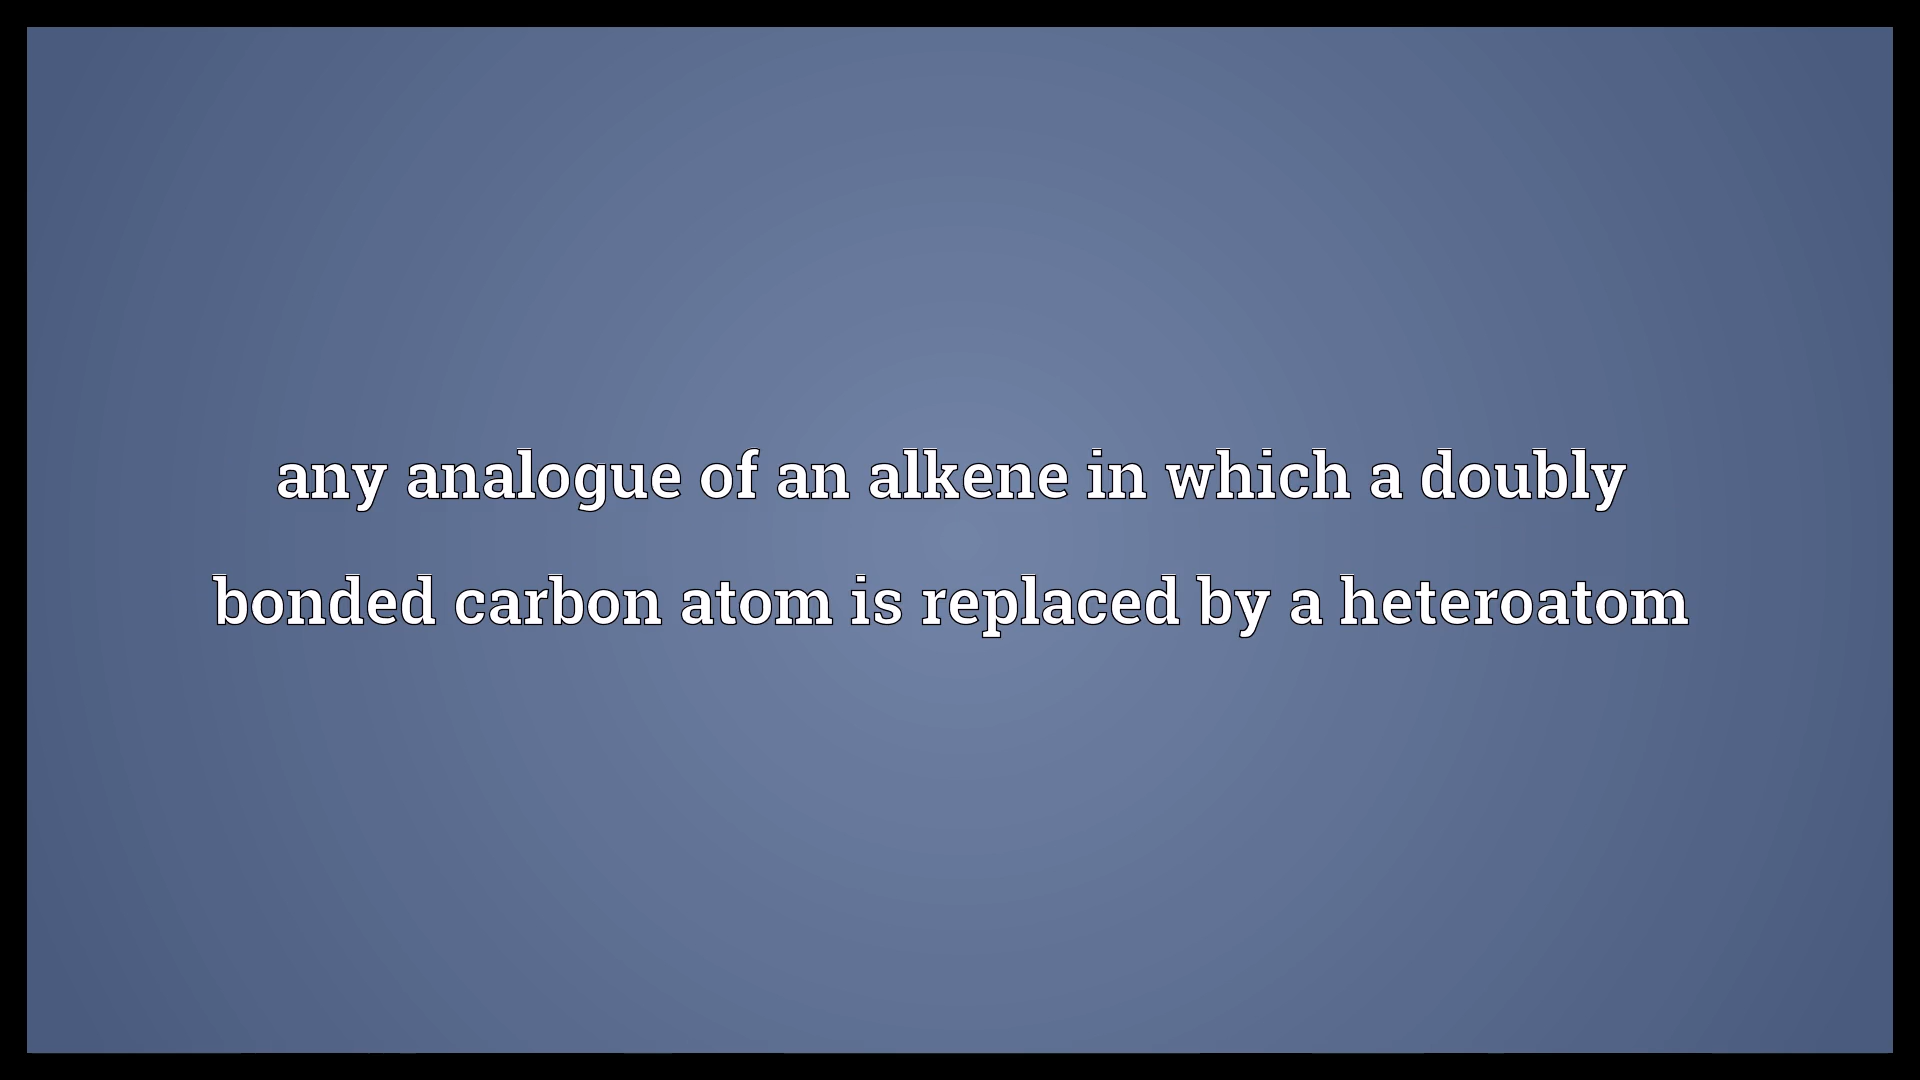 any analogue of an alkene in which a doubly
bonded carbon atom is replaced by a heteroatom